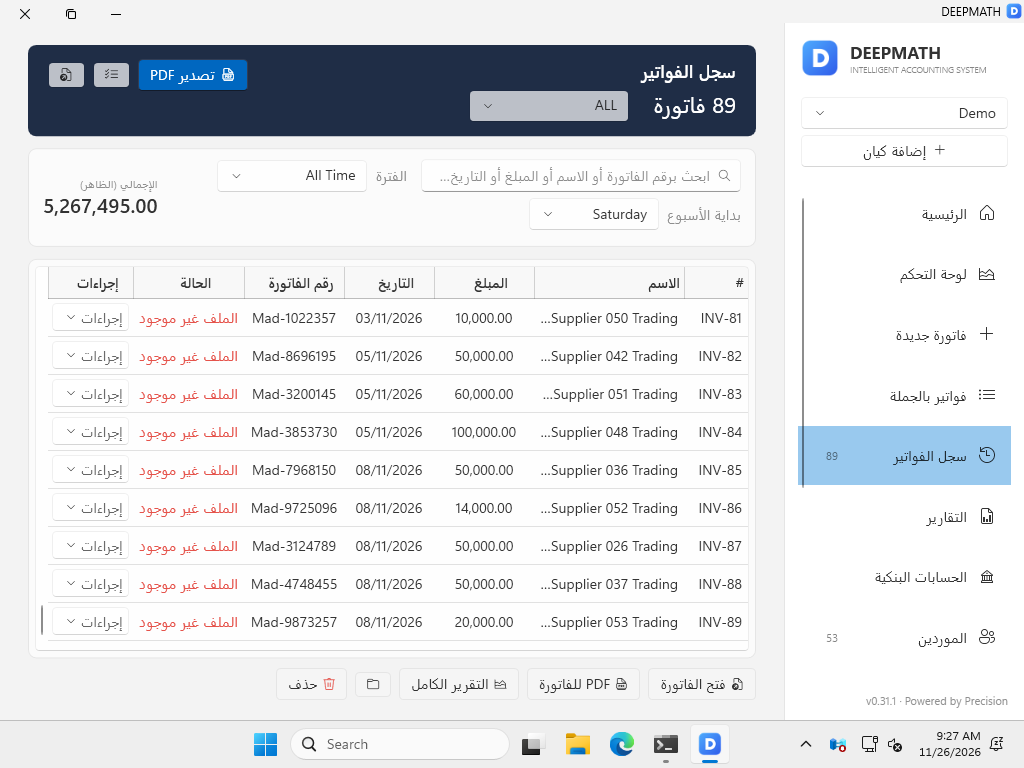 DEEPMATH
DEEPMATH
INTELLIGENT ACCOUNTING SYSTEM
Demo
إضافة كيان
الرئيسية
لوحة التحكم
فاتورة جديدة
فواتير بالجملة
سجل الفواتير 89
التقارير
الحسابات البنكية
الموردين 53
v0.31.1 · Powered by Precision
سجل الفواتير
89 فاتورة
ALL
تصدير PDF
ابحث برقم الفاتورة أو الاسم أو المبلغ أو التاريخ...
الفترة
All Time
بداية الأسبوع
Saturday
الإجمالي (الظاهر)
5,267,495.00
# الاسم المبلغ التاريخ رقم الفاتورة الحالة إجراءات
INV-81 Supplier 050 Trading... 10,000.00 03/11/2026 Mad-1022357 الملف غير موجود إجراءات
INV-82 Supplier 042 Trading... 50,000.00 05/11/2026 Mad-8696195 الملف غير موجود إجراءات
INV-83 Supplier 051 Trading... 60,000.00 05/11/2026 Mad-3200145 الملف غير موجود إجراءات
INV-84 Supplier 048 Trading... 100,000.00 05/11/2026 Mad-3853730 الملف غير موجود إجراءات
INV-85 Supplier 036 Trading... 50,000.00 08/11/2026 Mad-7968150 الملف غير موجود إجراءات
INV-86 Supplier 052 Trading... 14,000.00 08/11/2026 Mad-9725096 الملف غير موجود إجراءات
INV-87 Supplier 026 Trading... 50,000.00 08/11/2026 Mad-3124789 الملف غير موجود إجراءات
INV-88 Supplier 037 Trading... 50,000.00 08/11/2026 Mad-4748455 الملف غير موجود إجراءات
INV-89 Supplier 053 Trading... 20,000.00 08/11/2026 Mad-9873257 الملف غير موجود إجراءات
فتح الفاتورة
PDF للفاتورة
التقرير الكامل
حذف
Search
9:27 AM
11/26/2026